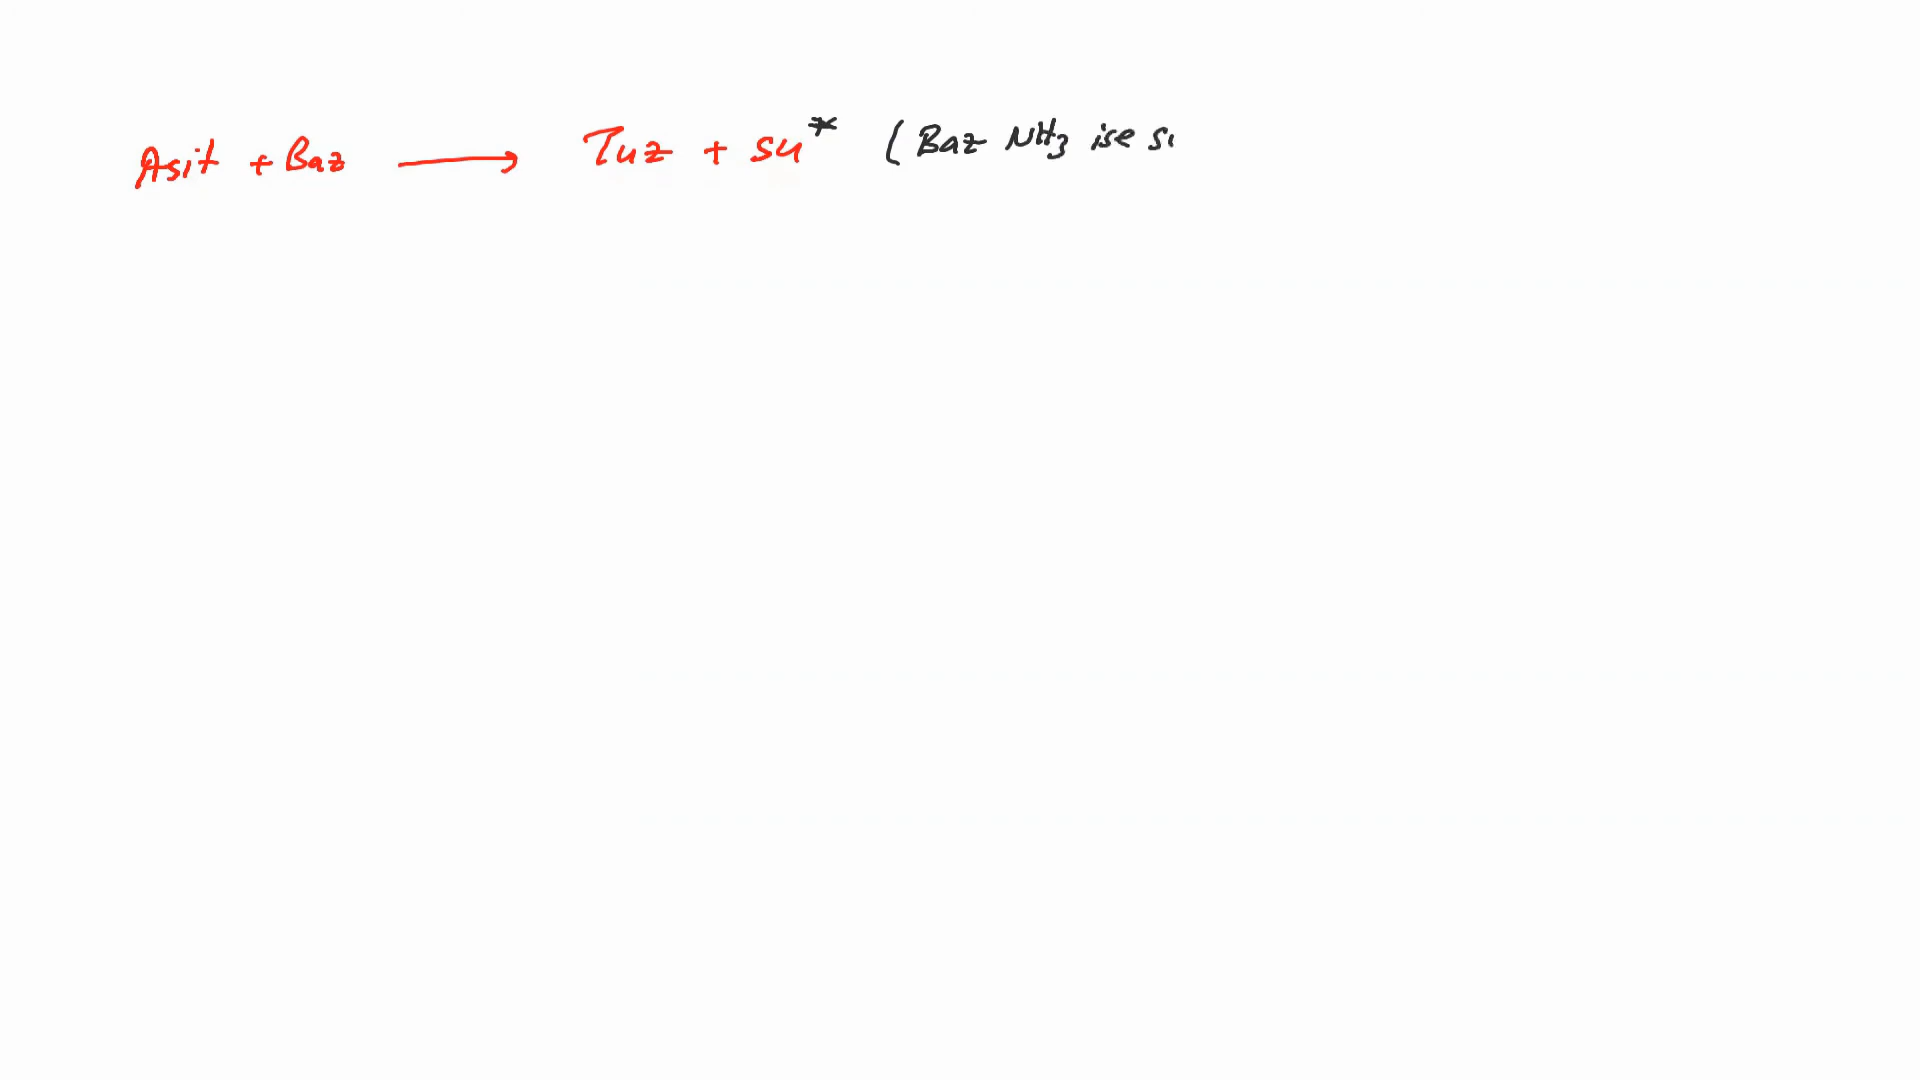 Asit + Baz → Tuz + su* ( Baz NH3 ise s